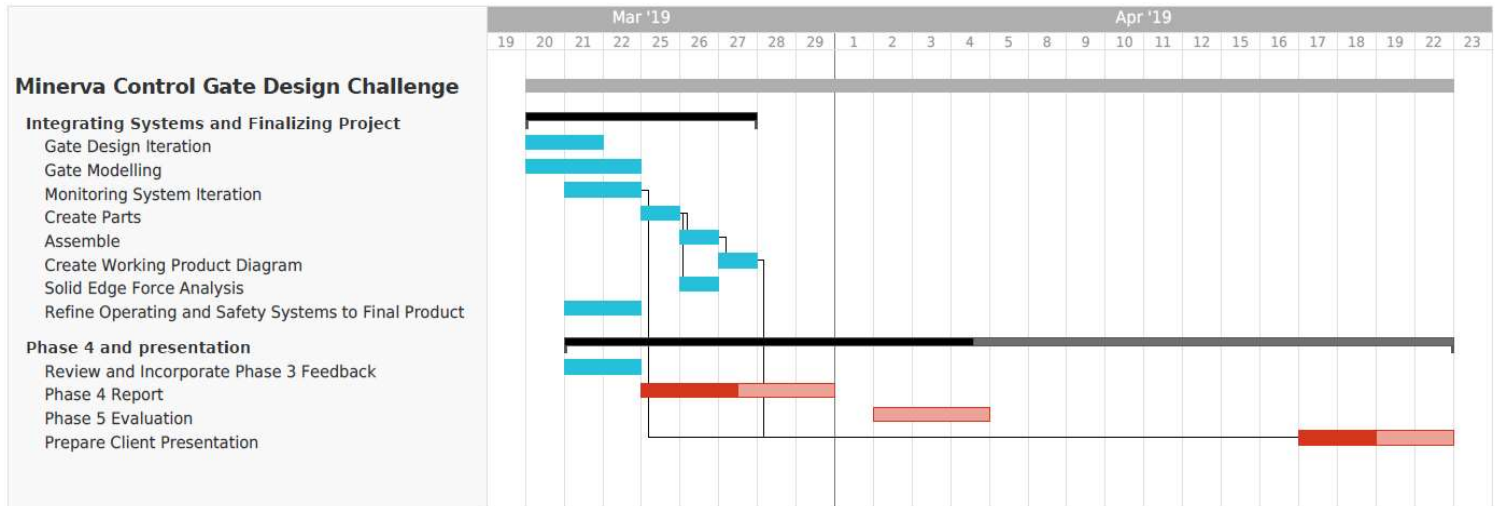 Mar '19 Apr '19
19 20 21 22 25 26 27 28 29 1 2 3 4 5 8 9 10 11 12 15 16 17 18 19 22 23
Minerva Control Gate Design Challenge
Integrating Systems and Finalizing Project
Gate Design Iteration
Gate Modelling
Monitoring System Iteration
Create Parts
Assemble
Create Working Product Diagram
Solid Edge Force Analysis
Refine Operating and Safety Systems to Final Product
Phase 4 and presentation
Review and Incorporate Phase 3 Feedback
Phase 4 Report
Phase 5 Evaluation
Prepare Client Presentation